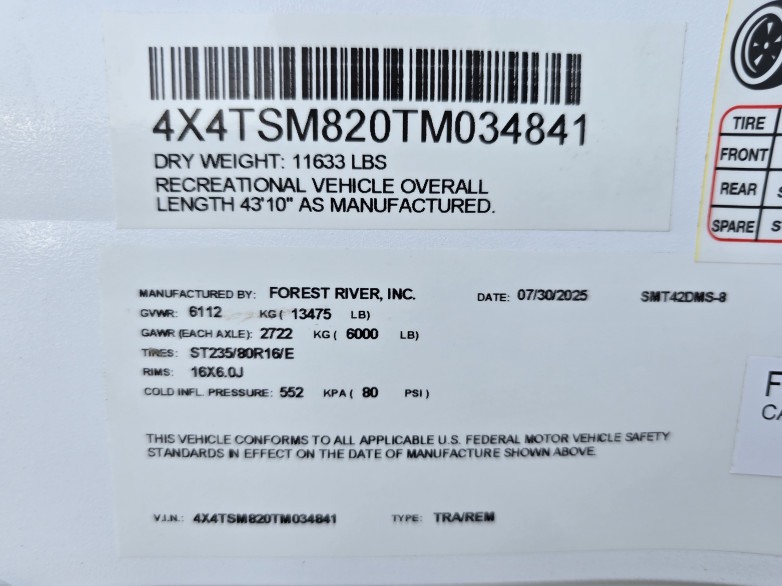 4X4TSM820TM034841
DRY WEIGHT: 11633 LBS
RECREATIONAL VEHICLE OVERALL
LENGTH 43'10" AS MANUFACTURED.
TIRE
FRONT
REAR
SPARE
MANUFACTURED BY: FOREST RIVER, INC. DATE: 07/30/2025 SMT42DMS-8
GVWR: 6112 KG ( 13475 LB)
GAWR (EACH AXLE): 2722 KG ( 6000 LB)
TIRES: ST235/80R16/E
RIMS: 16X6.0J
COLD INFL. PRESSURE: 552 KPA ( 80 PSI )
THIS VEHICLE CONFORMS TO ALL APPLICABLE U.S. FEDERAL MOTOR VEHICLE SAFETY
STANDARDS IN EFFECT ON THE DATE OF MANUFACTURE SHOWN ABOVE
V.I.N.: 4X4TSM820TM034841 TYPE: TRA/REM